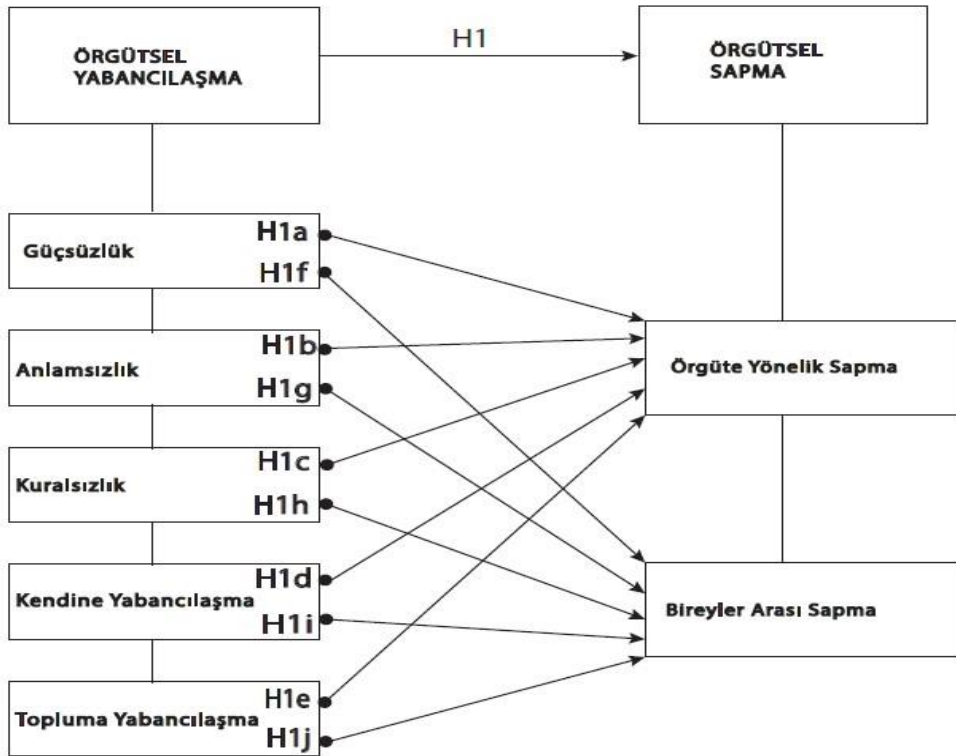 ÖRGÜTSEL
YABANCILAŞMA
H1
ÖRGÜTSEL
SAPMA
Güçsüzlük
H1a
H1f
Anlamsızlık
H1b
H1g
Kuralsızlık
H1c
H1h
Kendine Yabancılaşma
H1d
H1i
Topluma Yabancılaşma
H1e
H1j
Örgüte Yönelik Sapma
Bireyler Arası Sapma